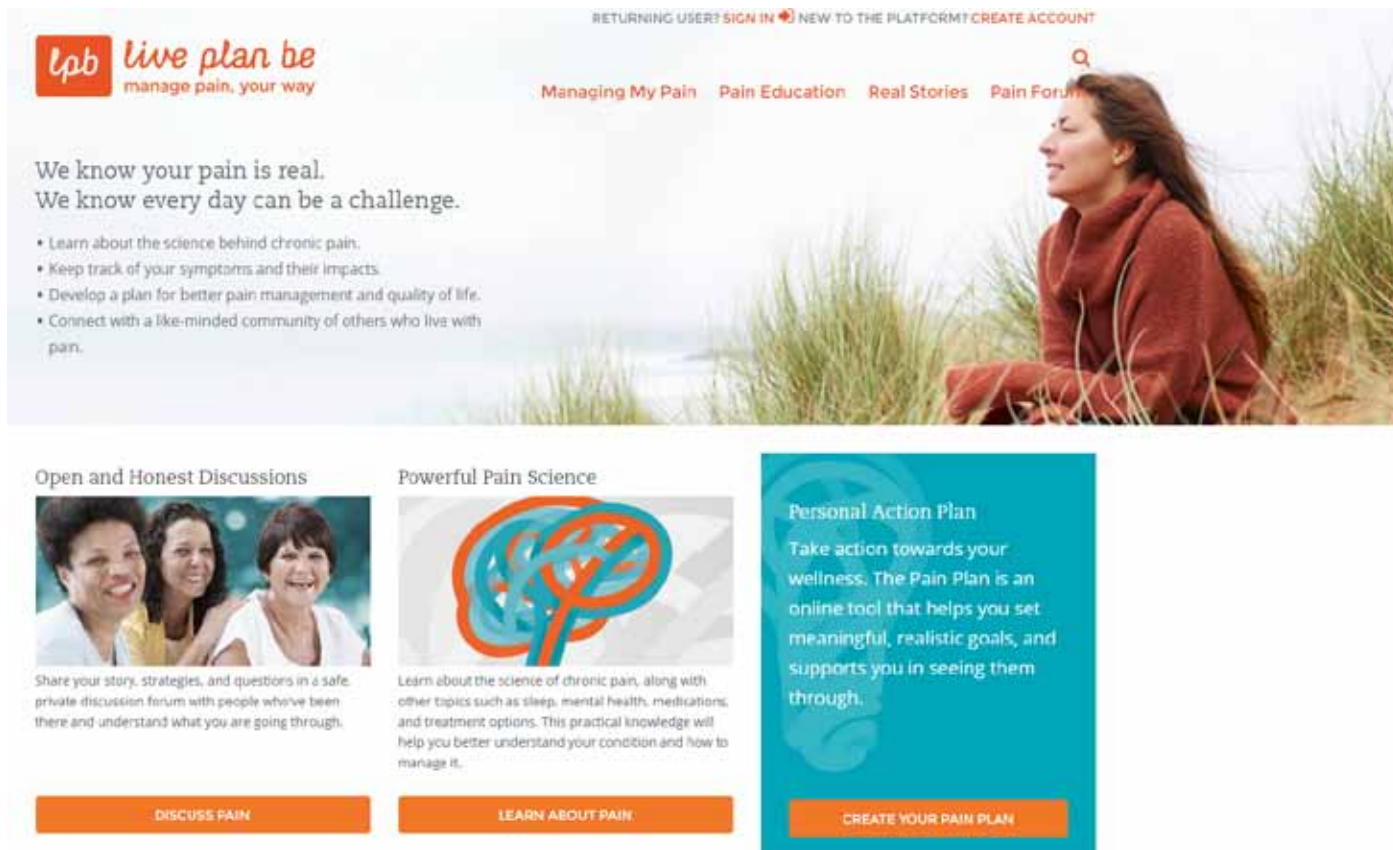 RETURNING USER? SIGN IN NEW TO THE PLATFORM? CREATE ACCOUNT
lpb
live plan be
manage pain, your way
Managing My Pain Pain Education Real Stories Pain Forum
We know your pain is real.
We know every day can be a challenge.
• Learn about the science behind chronic pain.
• Keep track of your symptoms and their impacts.
• Develop a plan for better pain management and quality of life.
• Connect with a like-minded community of others who live with
pain.
Open and Honest Discussions
Share your story, strategies, and questions in a safe,
private discussion forum with people who've been
there and understand what you are going through.
DISCUSS PAIN
Powerful Pain Science
Learn about the science of chronic pain, along with
other topics such as sleep, mental health, medications,
and treatment options. This practical knowledge will
help you better understand your condition and how to
manage it.
LEARN ABOUT PAIN
Personal Action Plan
Take action towards your
wellness. The Pain Plan is an
online tool that helps you set
meaningful, realistic goals, and
supports you in seeing them
through.
CREATE YOUR PAIN PLAN